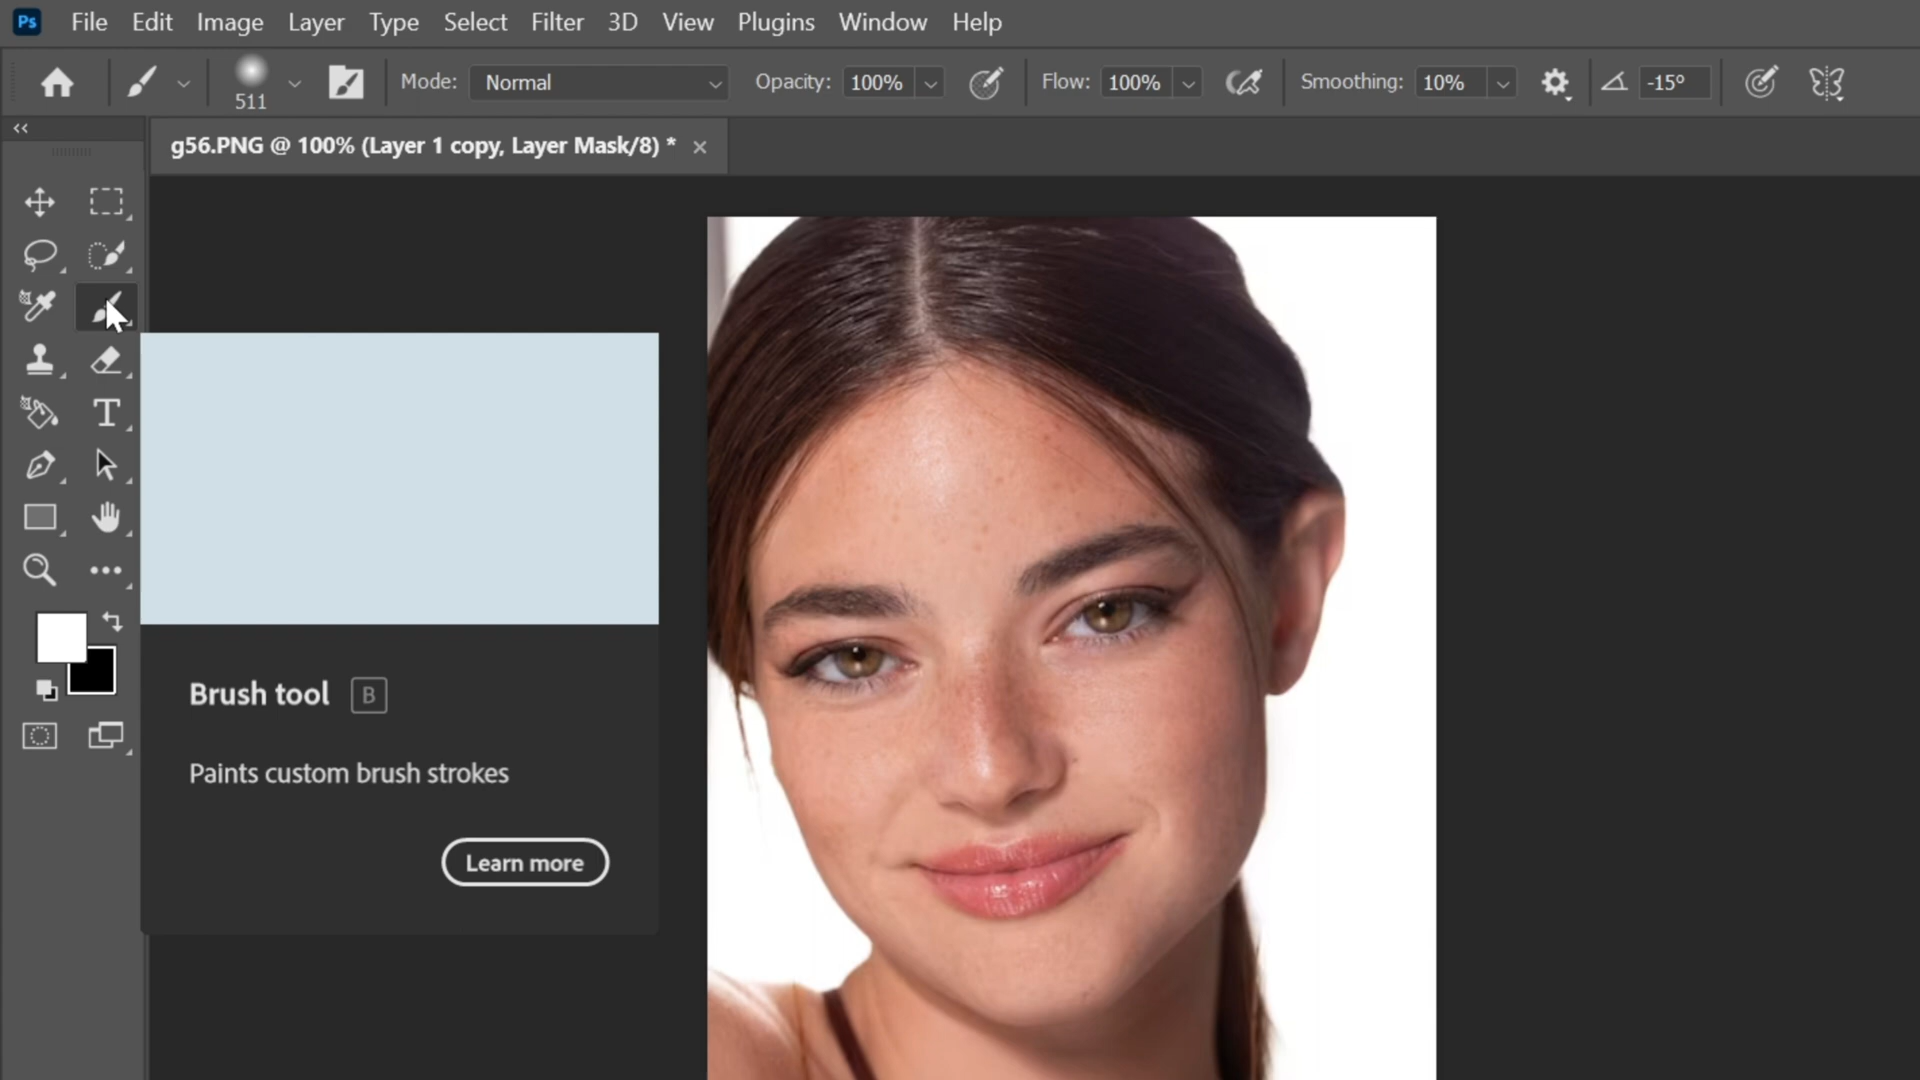 Ps File Edit Image Layer Type Select Filter 3D View Plugins Window Help
511 Mode: Normal Opacity: 100% Flow: 100% Smoothing: 10% -15°
g56.PNG @ 100% (Layer 1 copy, Layer Mask/8) * ×
T
Brush tool B
Paints custom brush strokes
Learn more